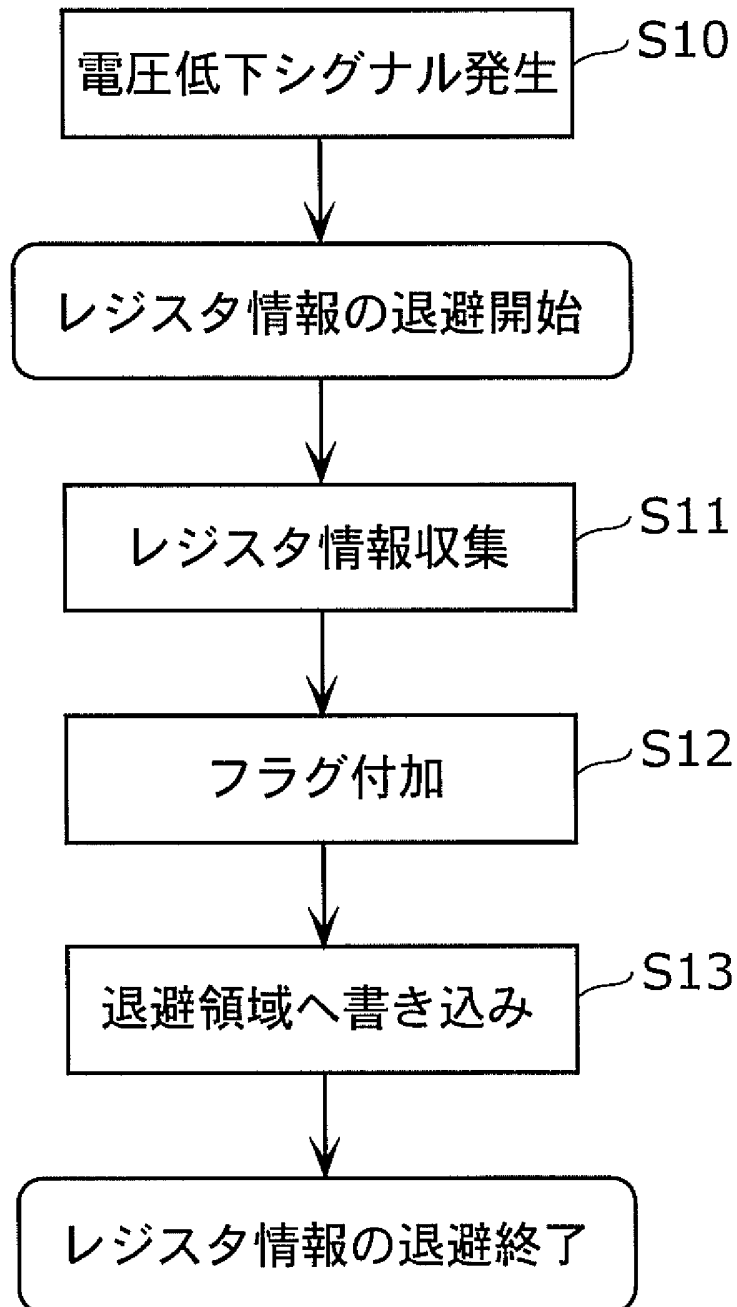 電圧低下シグナル発生
S10
レジスタ情報の退避開始
レジスタ情報収集
S11
フラグ付加
S12
退避領域へ書き込み
S13
レジスタ情報の退避終了